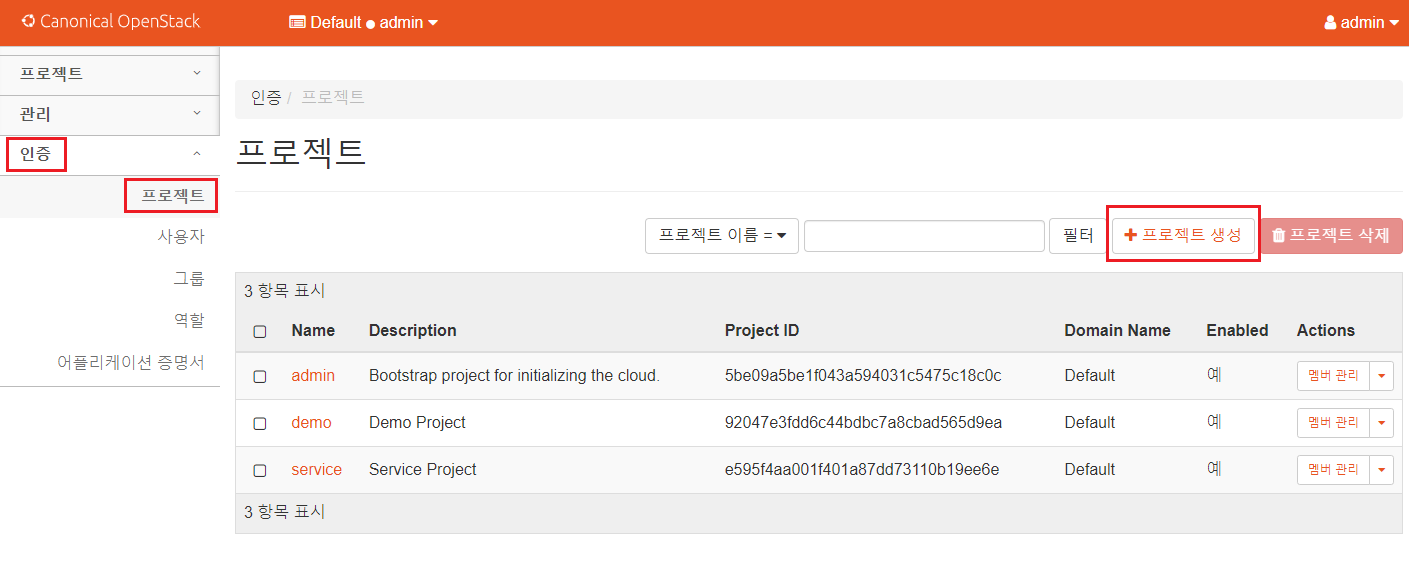 Canonical OpenStack
Default ● admin
admin
프로젝트
관리
인증
프로젝트
사용자
그룹
역할
어플리케이션 증명서
인증 / 프로젝트
프로젝트
프로젝트 이름 = 필터 + 프로젝트 생성 프로젝트 삭제
3 항목 표시
Name Description Project ID Domain Name Enabled Actions
admin Bootstrap project for initializing the cloud. 5be09a5be1f043a594031c5475c18c0c Default 예 멤버 관리
demo Demo Project 92047e3fdd6c44bdbc7a8cbad565d9ea Default 예 멤버 관리
service Service Project e595f4aa001f401a87dd73110b19ee6e Default 예 멤버 관리
3 항목 표시